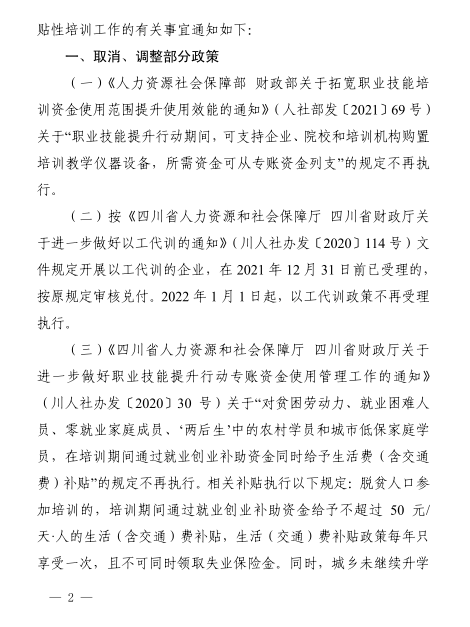 贴性培训工作的有关事宜通知如下：
一、取消、调整部分政策
（一）《人力资源社会保障部 财政部关于拓宽职业技能培
训资金使用范围提升使用效能的通知》（人社部发〔2021〕69号）
关于“职业技能提升行动期间，可支持企业、院校和培训机构购置
培训教学仪器设备，所需资金可从专账资金列支”的规定不再执
行。
（二）按《四川省人力资源和社会保障厅 四川省财政厅关
于进一步做好以工代训的通知》（川人社办发〔2020〕114号）文
件规定开展以工代训的企业，在2021年12月31日前已受理的，
按原规定审核兑付。2022年1月1日起，以工代训政策不再受理
执行。
（三）《四川省人力资源和社会保障厅 四川省财政厅关于
进一步做好职业技能提升行动专账资金使用管理工作的通知》
（川人社办发〔2020〕30 号）关于“对贫困劳动力、就业困难人
员、零就业家庭成员、‘两后生’中的农村学员和城市低保家庭学
员，在培训期间通过就业创业补助资金同时给予生活费（含交通
费）补贴”的规定不再执行。相关补贴执行以下规定：脱贫人口参
加培训的，培训期间通过就业创业补助资金给予不超过 50 元/
天·人的生活（含交通）费补贴，生活（交通）费补贴政策每年只
享受一次，且不可同时领取失业保险金。同时，城乡未继续升学
— 2 —